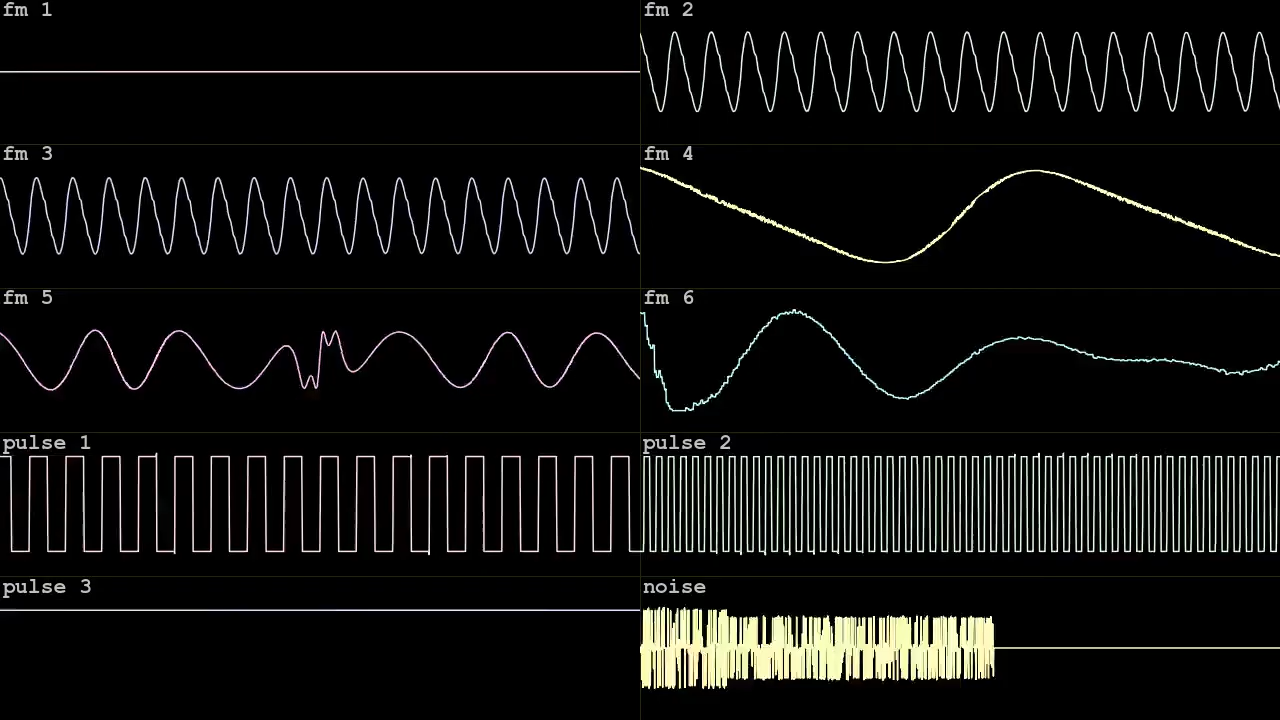 fm 1
fm 2
fm 3
fm 4
fm 5
fm 6
pulse 1
pulse 2
pulse 3
noise